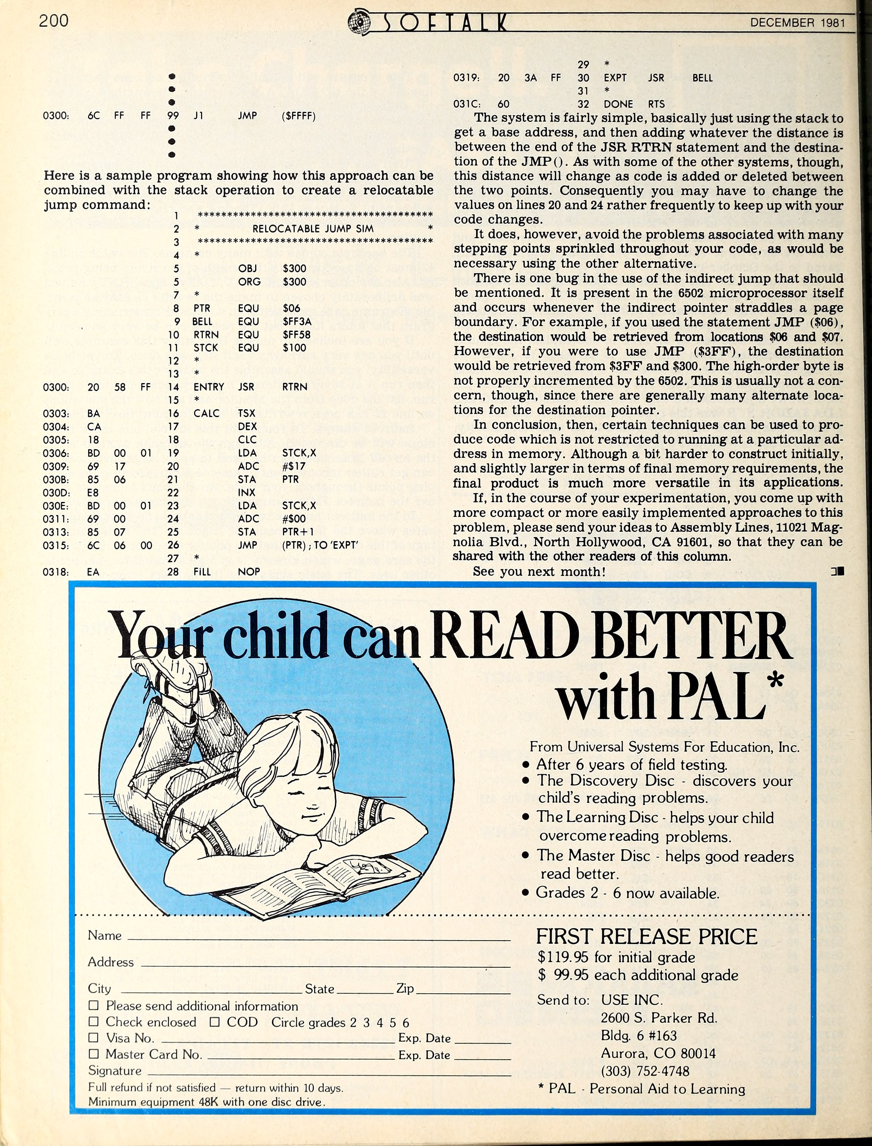 200
SOFTALK
DECEMBER 1981
•
•
•
0300: 6C FF FF 99 J1 JMP ($FFFF)
•
•
•
Here is a sample program showing how this approach can be
combined with the stack operation to create a relocatable
jump command:
1 ****************************************
2 * RELOCATABLE JUMP SIM *
3 ****************************************
4 *
5 OBJ $300
5 ORG $300
7 *
8 PTR EQU $06
9 BELL EQU $FF3A
10 RTRN EQU $FF58
11 STCK EQU $100
12 *
13 *
0300: 20 58 FF 14 ENTRY JSR RTRN
15 *
0303: BA 16 CALC TSX
0304: CA 17 DEX
0305: 18 18 CLC
0306: BD 00 01 19 LDA STCK,X
0309: 69 17 20 ADC #$17
030B: 85 06 21 STA PTR
030D: E8 22 INX
030E: BD 00 01 23 LDA STCK,X
0311: 69 00 24 ADC #$00
0313: 85 07 25 STA PTR+1
0315: 6C 06 00 26 JMP (PTR) ; TO 'EXPT'
27 *
0318: EA 28 FiLL NOP
29 *
0319: 20 3A FF 30 EXPT JSR BELL
31 *
031C: 60 32 DONE RTS
The system is fairly simple, basically just using the stack to
get a base address, and then adding whatever the distance is
between the end of the JSR RTRN statement and the destina-
tion of the JMP(). As with some of the other systems, though,
this distance will change as code is added or deleted between
the two points. Consequently you may have to change the
values on lines 20 and 24 rather frequently to keep up with your
code changes.
It does, however, avoid the problems associated with many
stepping points sprinkled throughout your code, as would be
necessary using the other alternative.
There is one bug in the use of the indirect jump that should
be mentioned. It is present in the 6502 microprocessor itself
and occurs whenever the indirect pointer straddles a page
boundary. For example, if you used the statement JMP ($06),
the destination would be retrieved from locations $06 and $07.
However, if you were to use JMP ($3FF), the destination
would be retrieved from $3FF and $300. The high-order byte is
not properly incremented by the 6502. This is usually not a con-
cern, though, since there are generally many alternate loca-
tions for the destination pointer.
In conclusion, then, certain techniques can be used to pro-
duce code which is not restricted to running at a particular ad-
dress in memory. Although a bit harder to construct initially,
and slightly larger in terms of final memory requirements, the
final product is much more versatile in its applications.
If, in the course of your experimentation, you come up with
more compact or more easily implemented approaches to this
problem, please send your ideas to Assembly Lines, 11021 Mag-
nolia Blvd., North Hollywood, CA 91601, so that they can be
shared with the other readers of this column.
See you next month!
Your child can READ BETTER
with PAL*
From Universal Systems For Education, Inc.
• After 6 years of field testing.
• The Discovery Disc - discovers your
child's reading problems.
• The Learning Disc - helps your child
overcome reading problems.
• The Master Disc - helps good readers
read better.
• Grades 2 - 6 now available.
Name
Address
City State Zip
☐ Please send additional information
☐ Check enclosed ☐ COD Circle grades 2 3 4 5 6
☐ Visa No. Exp. Date
☐ Master Card No. Exp. Date
Signature
Full refund if not satisfied — return within 10 days.
Minimum equipment 48K with one disc drive.
FIRST RELEASE PRICE
$119.95 for initial grade
$ 99.95 each additional grade
Send to: USE INC.
2600 S. Parker Rd.
Bldg. 6 #163
Aurora, CO 80014
(303) 752-4748
* PAL - Personal Aid to Learning